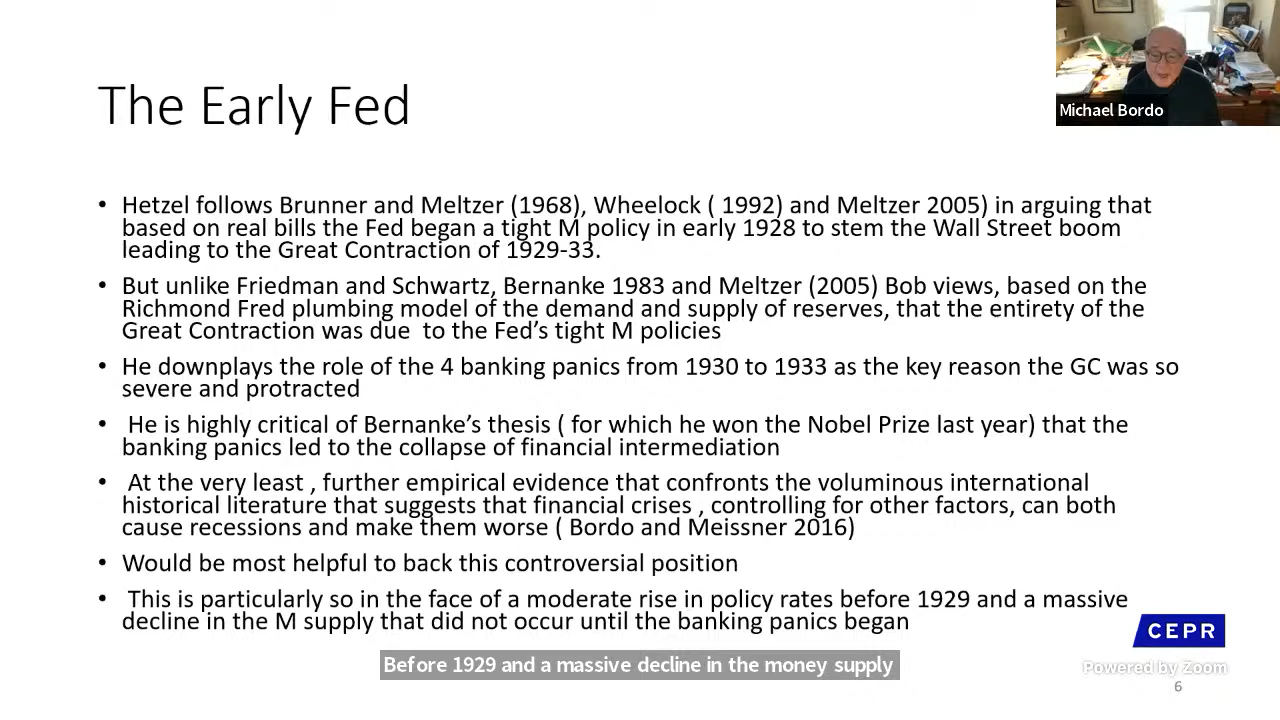 The Early Fed
Michael Bordo
• Hetzel follows Brunner and Meltzer (1968), Wheelock ( 1992) and Meltzer 2005) in arguing that
based on real bills the Fed began a tight M policy in early 1928 to stem the Wall Street boom
leading to the Great Contraction of 1929-33.
• But unlike Friedman and Schwartz, Bernanke 1983 and Meltzer (2005) Bob views, based on the
Richmond Fred plumbing model of the demand and supply of reserves, that the entirety of the
Great Contraction was due to the Fed’s tight M policies
• He downplays the role of the 4 banking panics from 1930 to 1933 as the key reason the GC was so
severe and protracted
• He is highly critical of Bernanke’s thesis ( for which he won the Nobel Prize last year) that the
banking panics led to the collapse of financial intermediation
• At the very least , further empirical evidence that confronts the voluminous international
historical literature that suggests that financial crises , controlling for other factors, can both
cause recessions and make them worse ( Bordo and Meissner 2016)
• Would be most helpful to back this controversial position
• This is particularly so in the face of a moderate rise in policy rates before 1929 and a massive
decline in the M supply that did not occur until the banking panics began
CEPR
Before 1929 and a massive decline in the money supply
Powered by Zoom
6